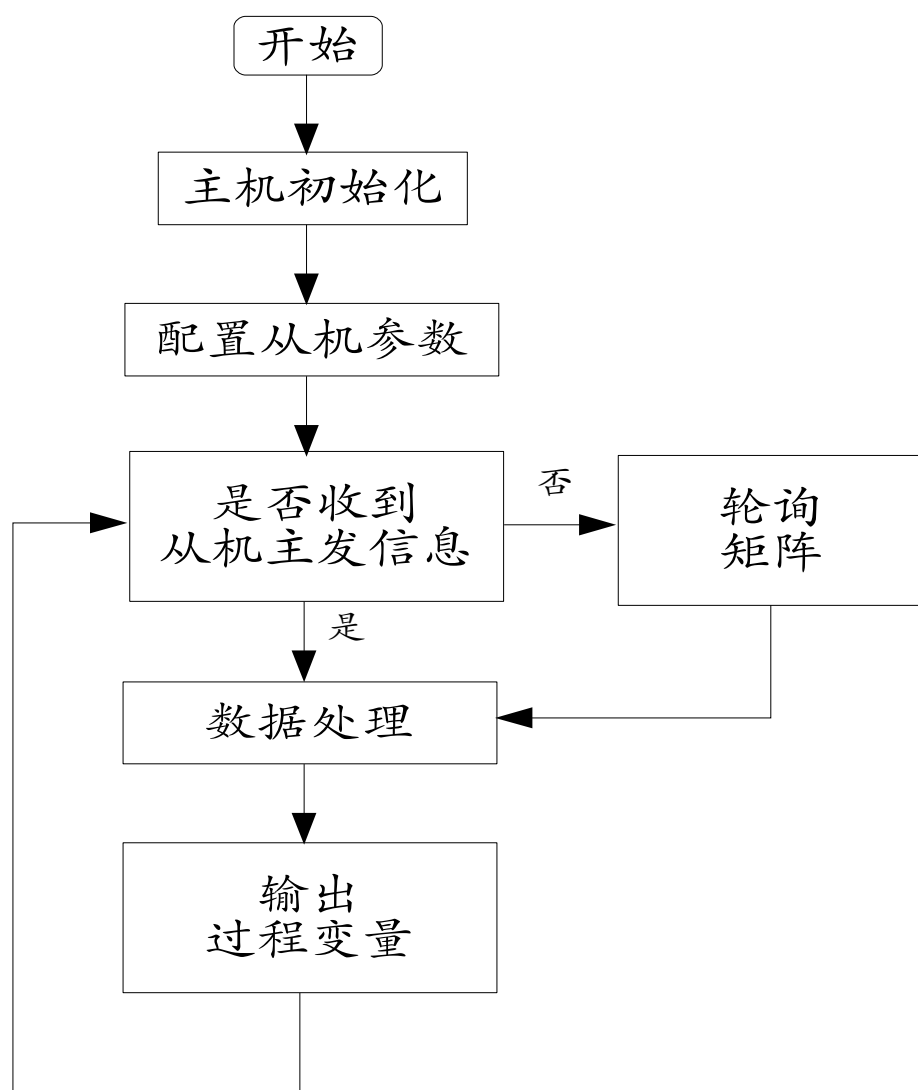 开始
主机初始化
配置从机参数
是否收到
从机主发信息
否
轮询
矩阵
是
数据处理
输出
过程变量